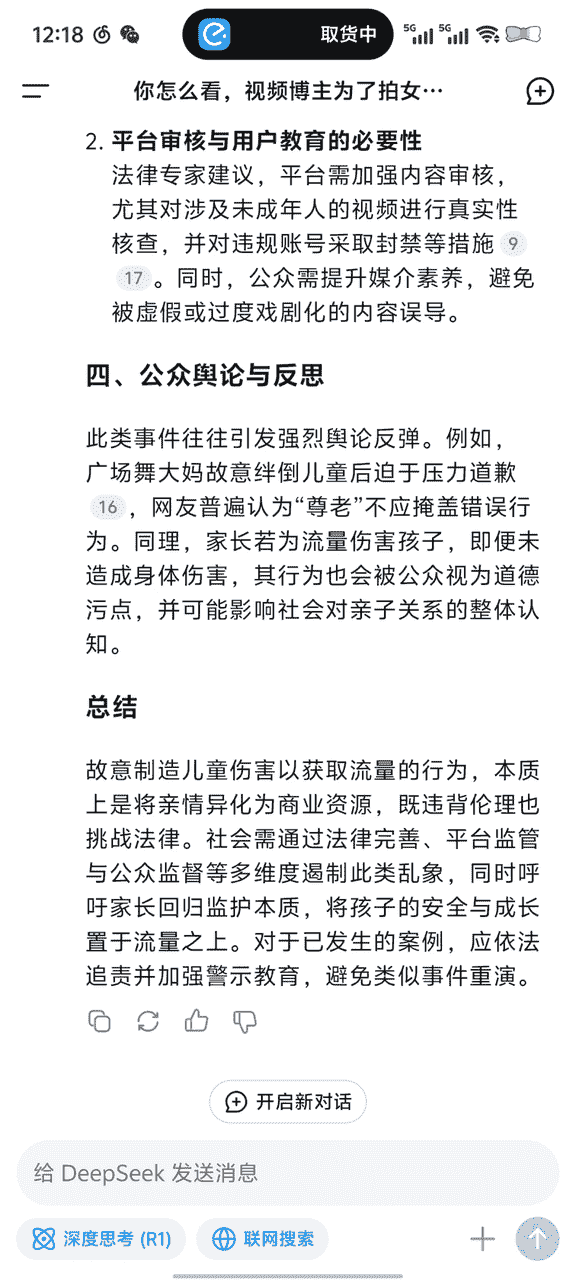 12:18
取货中
5G 5G
你怎么看，视频博主为了拍女…
2. 平台审核与用户教育的必要性
法律专家建议，平台需加强内容审核，
尤其对涉及未成年人的视频进行真实性
核查，并对违规账号采取封禁等措施 9
17 。同时，公众需提升媒介素养，避免
被虚假或过度戏剧化的内容误导。
四、公众舆论与反思
此类事件往往引发强烈舆论反弹。例如，
广场舞大妈故意绊倒儿童后迫于压力道歉
16 ，网友普遍认为“尊老”不应掩盖错误行
为。同理，家长若为流量伤害孩子，即便未
造成身体伤害，其行为也会被公众视为道德
污点，并可能影响社会对亲子关系的整体认
知。
总结
故意制造儿童伤害以获取流量的行为，本质
上是将亲情异化为商业资源，既违背伦理也
挑战法律。社会需通过法律完善、平台监管
与公众监督等多维度遏制此类乱象，同时呼
吁家长回归监护本质，将孩子的安全与成长
置于流量之上。对于已发生的案例，应依法
追责并加强警示教育，避免类似事件重演。
开启新对话
给 DeepSeek 发送消息
深度思考 (R1)
联网搜索